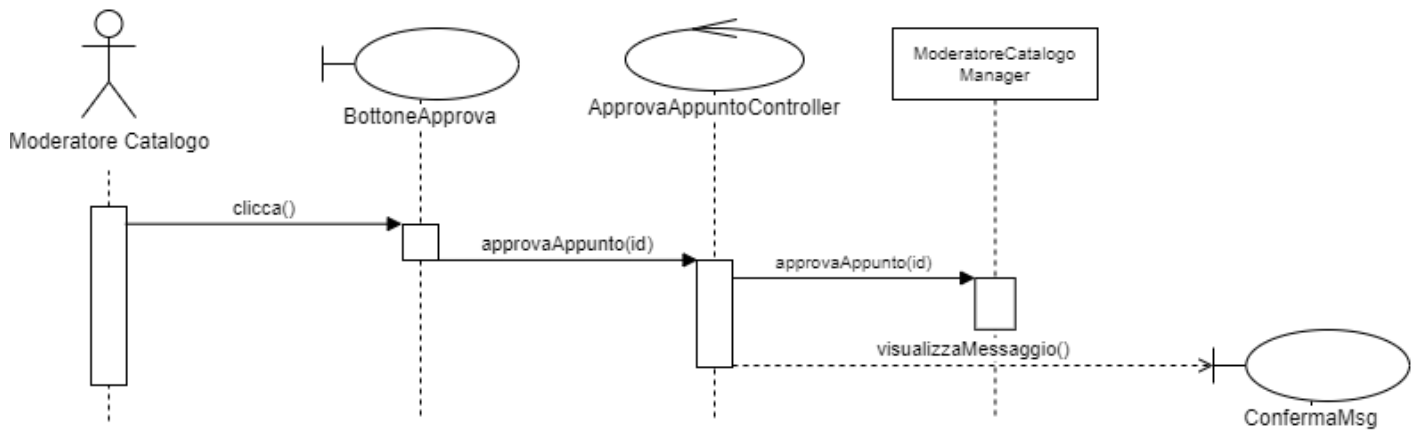 ModeratoreCatalogo
Manager
Moderatore Catalogo
BottoneApprova
ApprovaAppuntoController
clicca()
approvaAppunto(id)
approvaAppunto(id)
visualizzaMessaggio()
ConfermaMsg